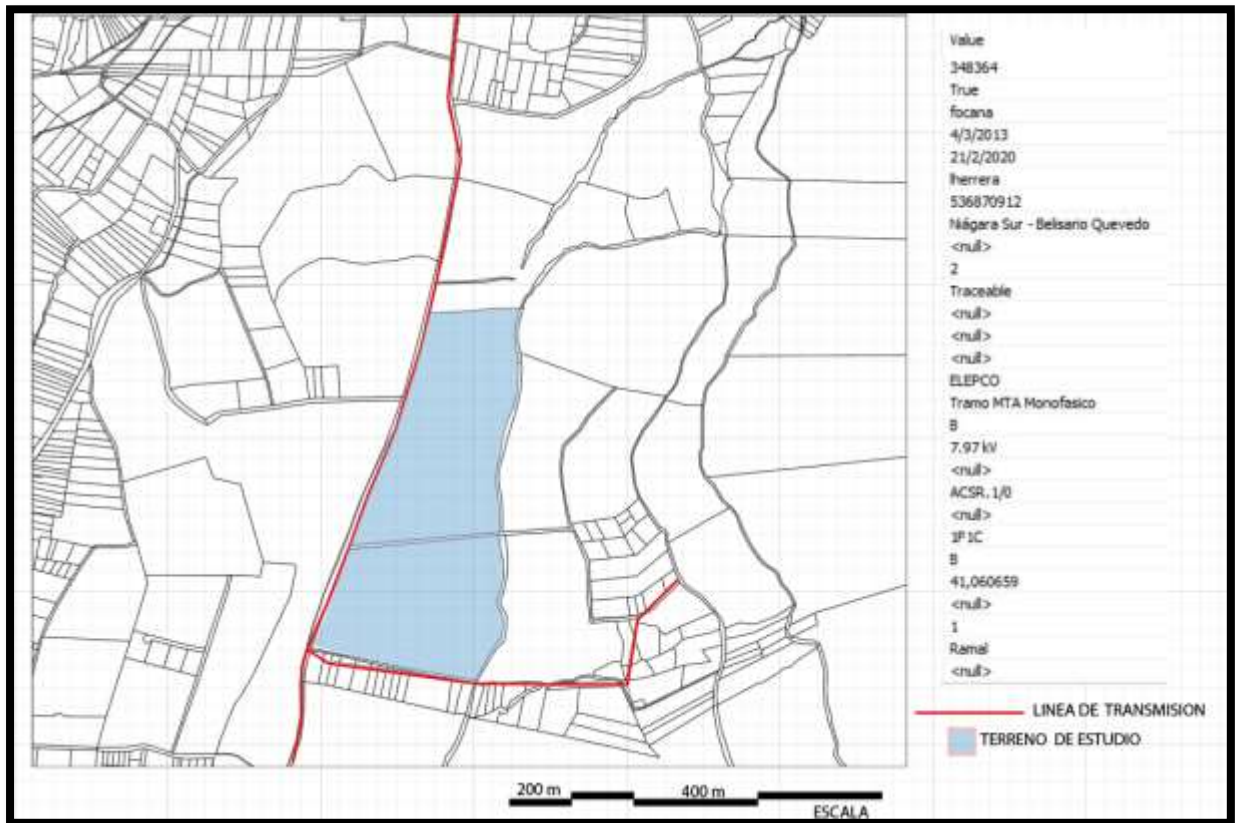 Value
348364
True
focana
4/3/2013
21/2/2020
lherrera
536870912
Niágara Sur - Belisario Quevedo
<null>
2
Traceable
<null>
<null>
<null>
ELEPCO
Tramo MTA Monofasico
B
7.97 kV
<null>
ACSR. 1/0
<null>
1F1C
B
41,060659
<null>
1
Ramal
<null>
LINEA DE TRANSMISION
TERRENO DE ESTUDIO
200 m 400 m
ESCALA